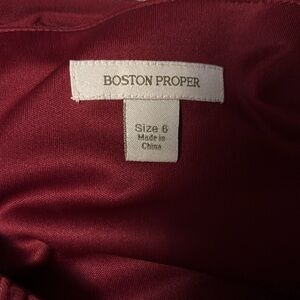 BOSTON PROPER
Size 6
Made in
China